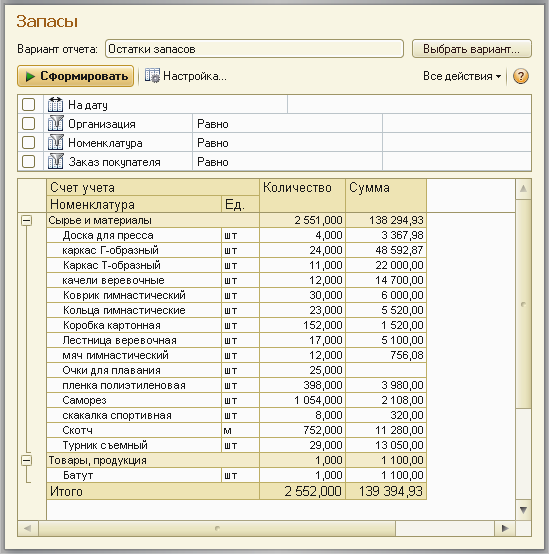 Запасы
Вариант отчета: Остатки запасов Выбрать вариант...
Сформировать Настройка... Все действия ?
На дату
Организация Равно
Номенклатура Равно
Заказ покупателя Равно
Счет учета Количество Сумма
Номенклатура Ед.
Сырье и материалы 2 551,000 138 294,93
Доска для пресса шт 4,000 3 367,98
каркас Г-образный шт 24,000 48 592,87
Каркас Т-образный шт 11,000 22 000,00
качели веревочные шт 12,000 14 700,00
Коврик гимнастический шт 30,000 6 000,00
Кольца гимнастические шт 23,000 5 520,00
Коробка картонная шт 152,000 1 520,00
Лестница веревочная шт 17,000 5 100,00
мяч гимнастический шт 12,000 756,08
Очки для плавания шт 25,000
пленка полиэтиленовая шт 398,000 3 980,00
Саморез шт 1 054,000 2 108,00
скакалка спортивная шт 8,000 320,00
Скотч м 752,000 11 280,00
Турник съемный шт 29,000 13 050,00
Товары, продукция 1,000 1 100,00
Батут шт 1,000 1 100,00
Итого 2 552,000 139 394,93